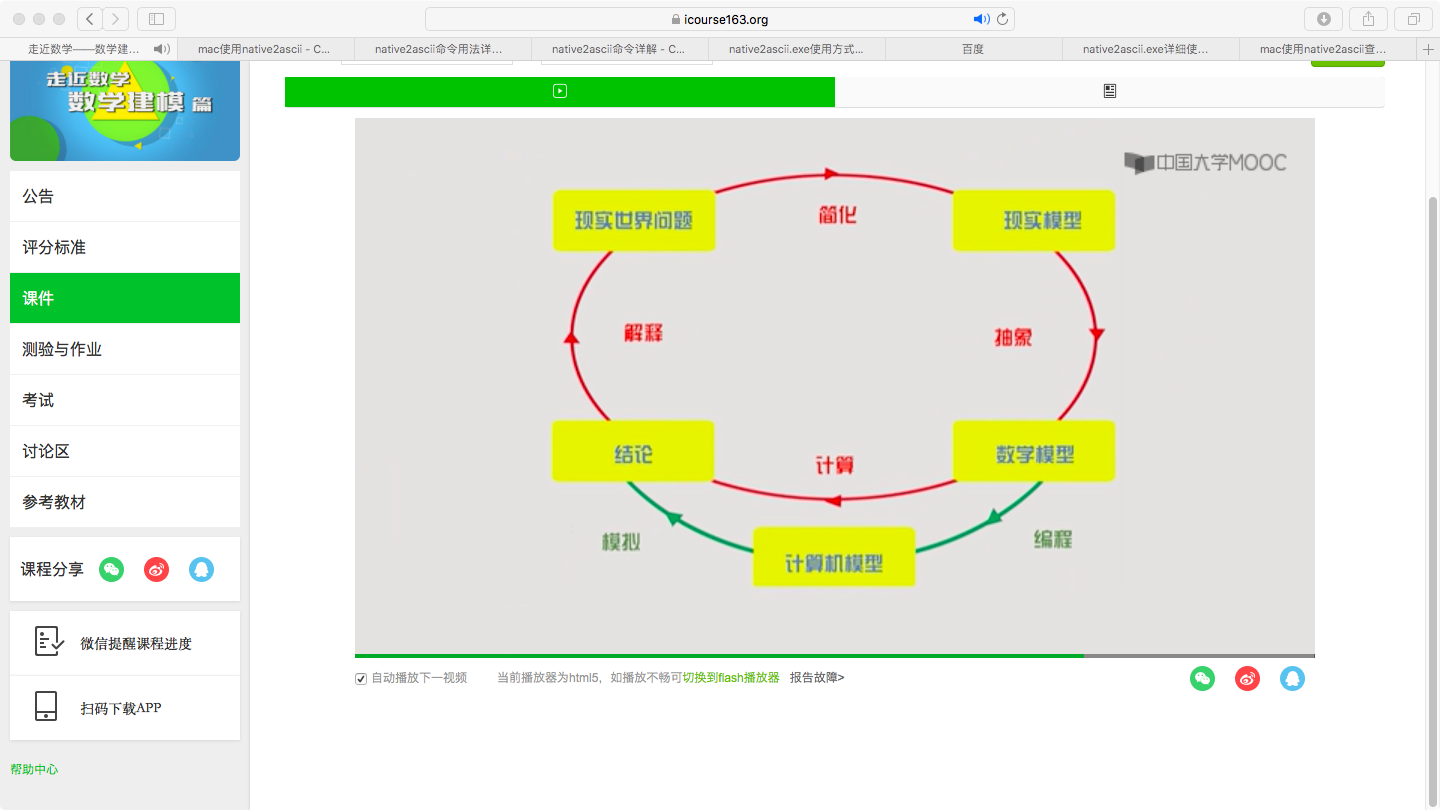 icourse163.org
走近数学——数学建...
mac使用native2ascii - C...
native2ascii命令用法详...
native2ascii命令详解 - C...
native2ascii.exe使用方式...
百度
native2ascii.exe详细使...
mac使用native2ascii查...
走近数学
数学建模 篇
公告
评分标准
课件
测验与作业
考试
讨论区
参考教材
课程分享
微信提醒课程进度
扫码下载APP
帮助中心
中国大学MOOC
现实世界问题
简化
现实模型
解释
抽象
结论
计算
数学模型
模拟
计算机模型
编程
自动播放下一视频
当前播放器为html5，如播放不畅可切换到flash播放器 报告故障>